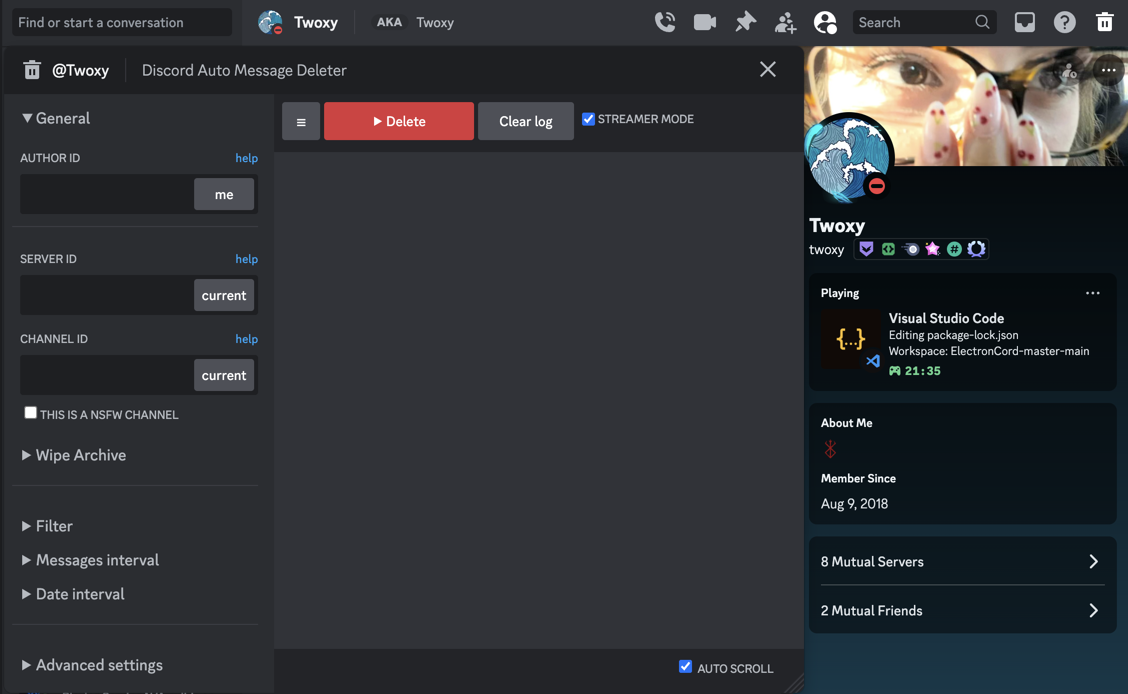 Find or start a conversation
Twoxy
AKA Twoxy
Search
@Twoxy
Discord Auto Message Deleter
General
AUTHOR ID
help
me
SERVER ID
help
current
CHANNEL ID
help
current
THIS IS A NSFW CHANNEL
Wipe Archive
Filter
Messages interval
Date interval
Advanced settings
Delete
Clear log
STREAMER MODE
AUTO SCROLL
Twoxy
twoxy
Playing
Visual Studio Code
Editing package-lock.json
Workspace: ElectronCord-master-main
21:35
About Me
Member Since
Aug 9, 2018
8 Mutual Servers
2 Mutual Friends